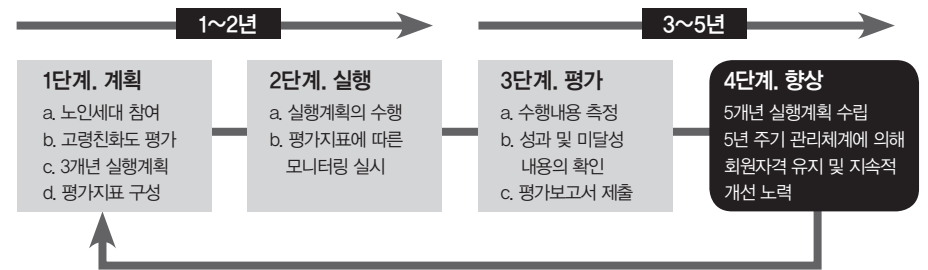 1~2년
3~5년
1단계. 계획
a. 노인세대 참여
b. 고령친화도 평가
c. 3개년 실행계획
d. 평가지표 구성
2단계. 실행
a. 실행계획의 수행
b. 평가지표에 따른
모니터링 실시
3단계. 평가
a. 수행내용 측정
b. 성과 및 미달성
내용의 확인
c. 평가보고서 제출
4단계. 향상
5개년 실행계획 수립
5년 주기 관리체계에 의해
회원자격 유지 및 지속적
개선 노력